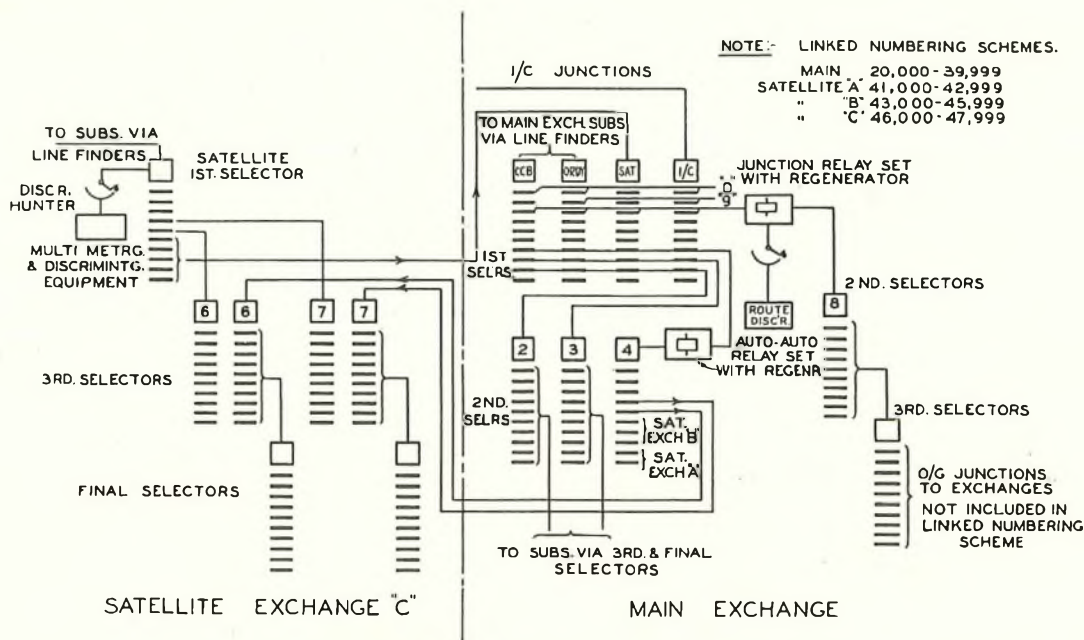 NOTE:- LINKED NUMBERING SCHEMES.
MAIN 20,000-39,999
SATELLITE "A" 41,000-42,999
" "B" 43,000-45,999
" "C" 46,000-47,999
I/C JUNCTIONS
TO MAIN EXCH. SUBS
VIA LINE FINDERS
TO SUBS. VIA
LINE FINDERS
SATELLITE
1ST. SELECTOR
DISCR.
HUNTER
MULTI METRG.
& DISCRIMINTG.
EQUIPMENT
CCB
ORDY
SAT
I/C
"0"
"9"
JUNCTION RELAY SET
WITH REGENERATOR
1ST
SELRS
ROUTE
DISC'R.
2ND. SELECTORS
8
6
6
7
7
2
3
4
AUTO-AUTO
RELAY SET
WITH REGENR
3RD. SELECTORS
2ND.
SELRS
SAT.
EXCH "B"
SAT.
EXCH "A"
3RD. SELECTORS
FINAL SELECTORS
O/G JUNCTIONS
TO EXCHANGES
NOT INCLUDED IN
LINKED NUMBERING
SCHEME
TO SUBS. VIA 3RD. & FINAL
SELECTORS
SATELLITE EXCHANGE "C"
MAIN EXCHANGE